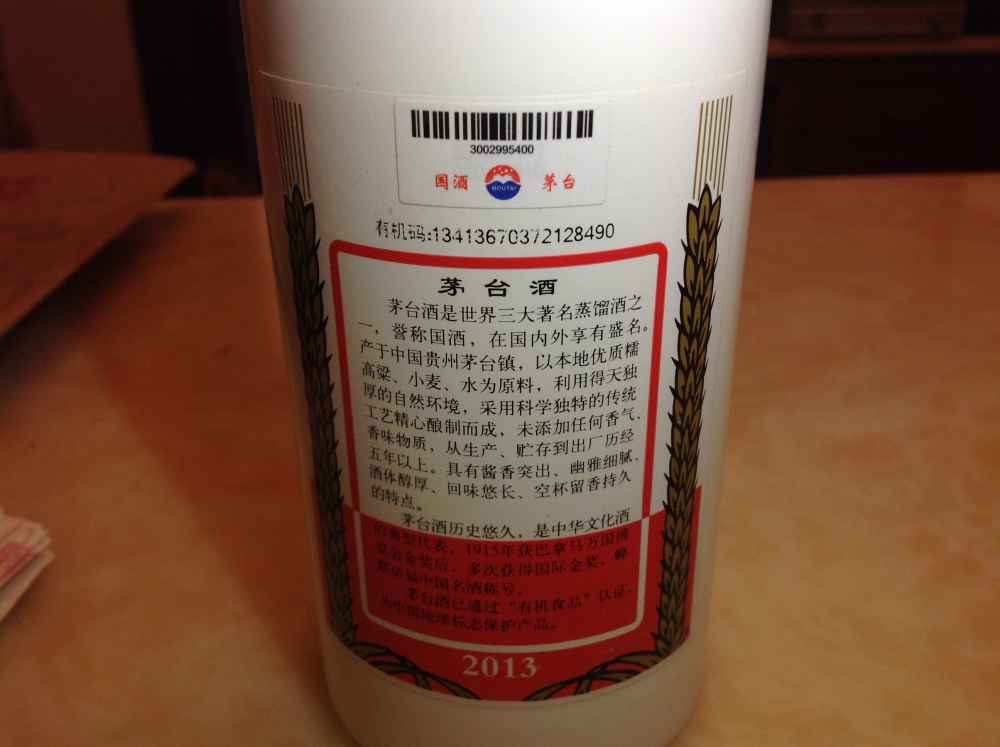 3002995400
国酒 MOUTAI 茅台
有机码:13413670372128490
茅台酒
茅台酒是世界三大著名蒸馏酒之
一，誉称国酒，在国内外享有盛名。
产于中国贵州茅台镇，以本地优质糯
高粱、小麦、水为原料，利用得天独
厚的自然环境，采用科学独特的传统
工艺精心酿制而成，未添加任何香气、
香味物质，从生产、贮存到出厂历经
五年以上。具有酱香突出、幽雅细腻、
酒体醇厚、回味悠长、空杯留香持久
的特点。
茅台酒历史悠久，是中华文化酒
的典型代表，1915年获巴拿马万国博
览会金奖后，多次获得国际金奖，蝉
联历届中国名酒称号。
茅台酒已通过“有机食品”认证，
为中国地理标志保护产品。
2013